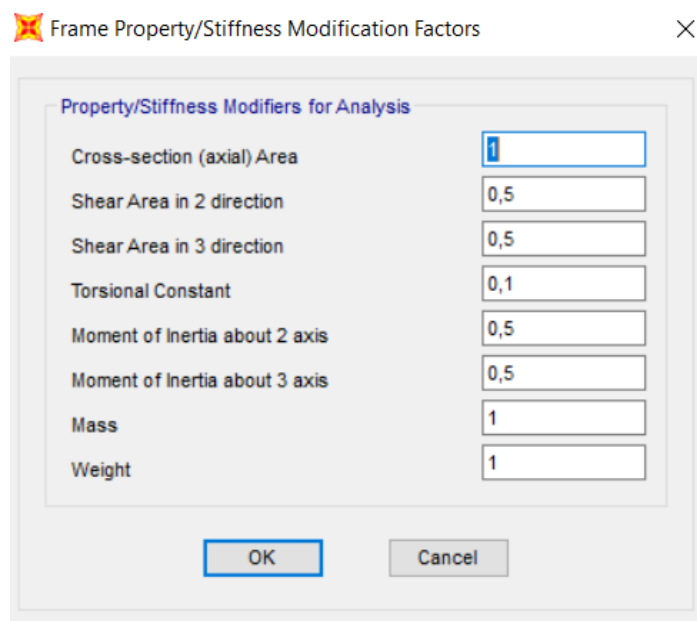 Frame Property/Stiffness Modification Factors
Property/Stiffness Modifiers for Analysis
Cross-section (axial) Area 1
Shear Area in 2 direction 0,5
Shear Area in 3 direction 0,5
Torsional Constant 0,1
Moment of Inertia about 2 axis 0,5
Moment of Inertia about 3 axis 0,5
Mass 1
Weight 1
OK Cancel